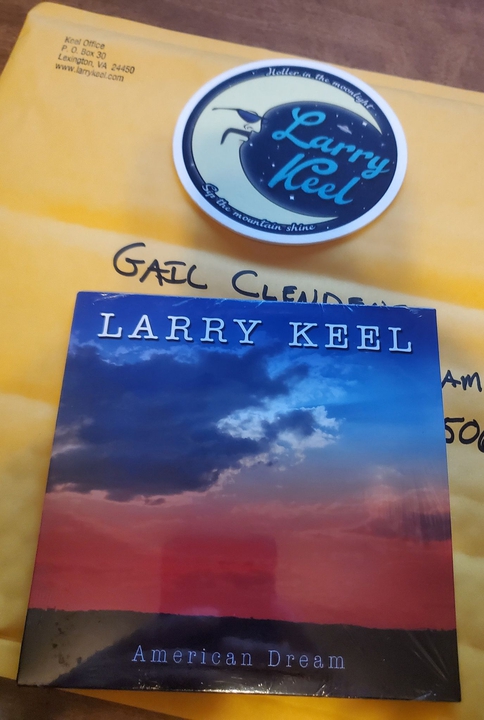 Keel Office
P. O. Box 30
Lexington, VA 24450
www.larrykeel.com
Holler in the moonlight
Larry
Keel
Sip the mountain shine
GAIL
LARRY KEEL
American Dream